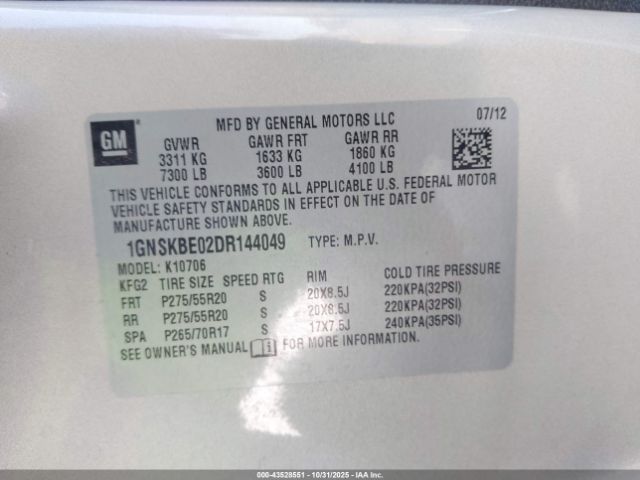 MFD BY GENERAL MOTORS LLC 07/12
GM
GVWR GAWR FRT GAWR RR
3311 KG 1633 KG 1860 KG
7300 LB 3600 LB 4100 LB
THIS VEHICLE CONFORMS TO ALL APPLICABLE U.S. FEDERAL MOTOR
VEHICLE SAFETY STANDARDS IN EFFECT ON THE DATE OF
MANUFACTURE SHOWN ABOVE.
1GNSKBE02DR144049 TYPE: M.P.V.
MODEL: K10706
KFG2 TIRE SIZE SPEED RTG RIM COLD TIRE PRESSURE
FRT P275/55R20 S 20X8.5J 220KPA(32PSI)
RR P275/55R20 S 20X8.5J 220KPA(32PSI)
SPA P265/70R17 S 17X7.5J 240KPA(35PSI)
SEE OWNER'S MANUAL i FOR MORE INFORMATION.
000-43528551 - 10/31/2025 - IAA Inc.